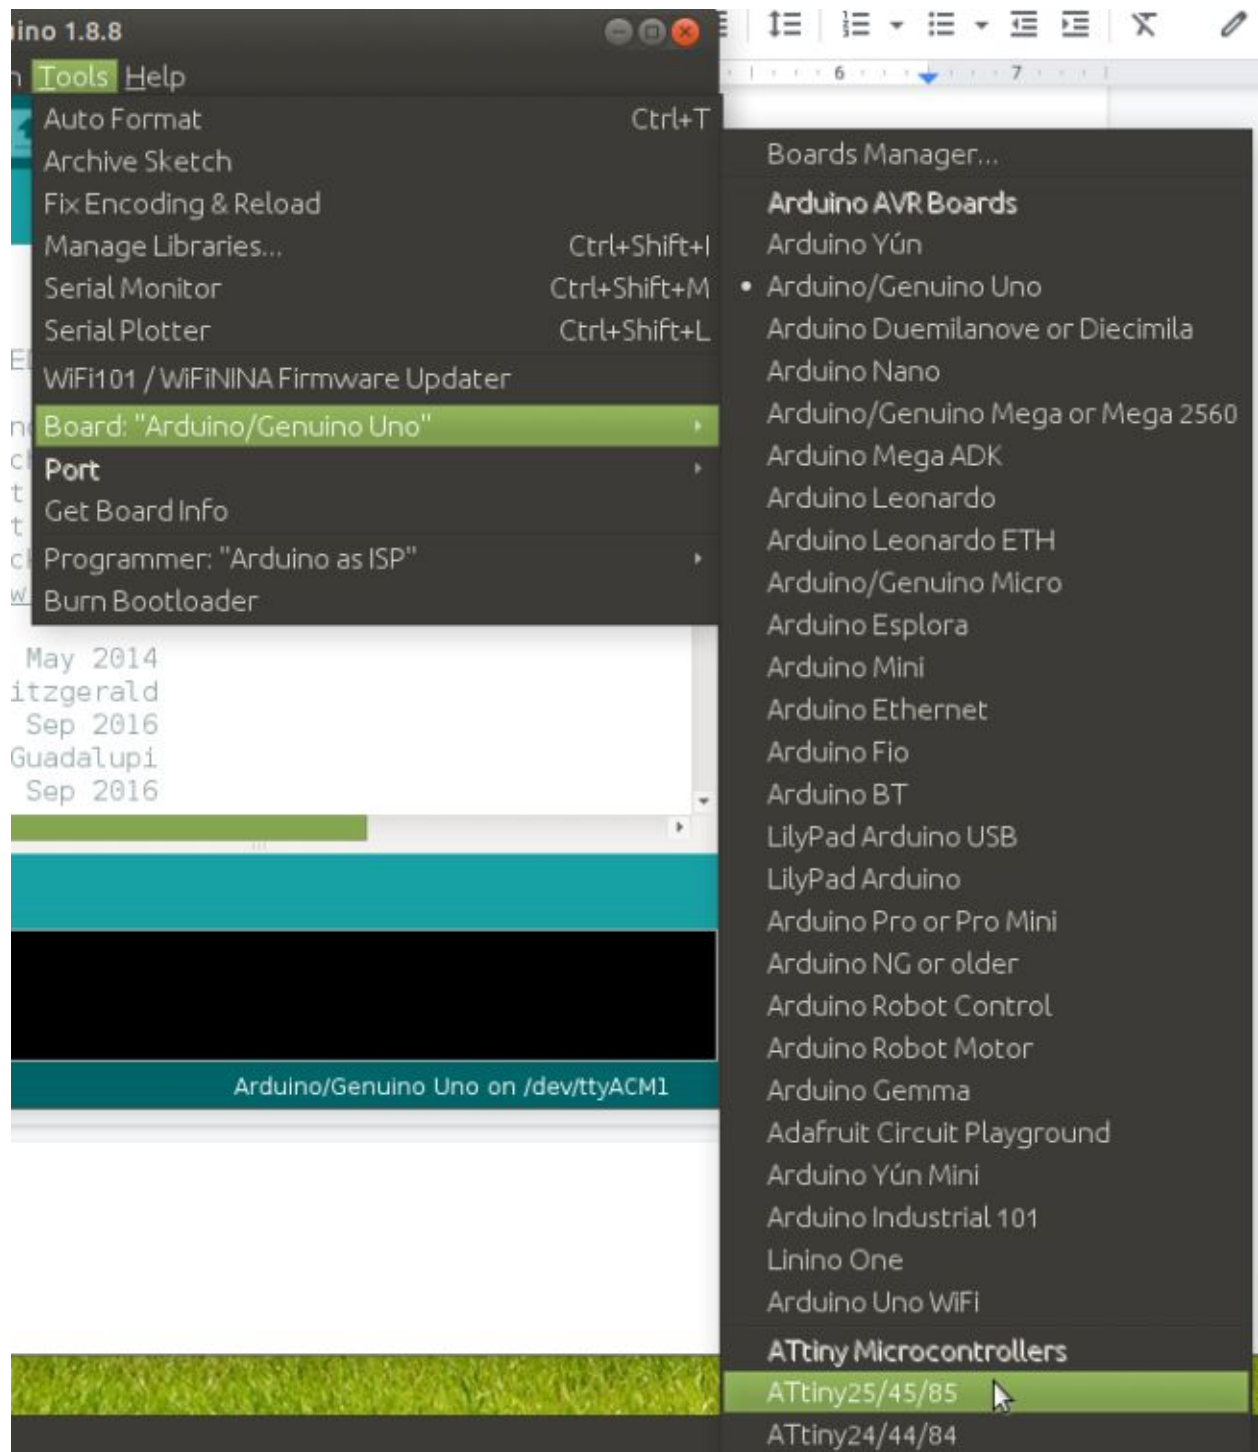 ino 1.8.8
Tools Help
Auto Format Ctrl+T
Archive Sketch
Fix Encoding & Reload
Manage Libraries... Ctrl+Shift+I
Serial Monitor Ctrl+Shift+M
Serial Plotter Ctrl+Shift+L
WiFi101 / WiFiNINA Firmware Updater
Board: "Arduino/Genuino Uno"
Port
Get Board Info
Programmer: "Arduino as ISP"
Burn Bootloader
May 2014
itzgerald
Sep 2016
Guadalupi
Sep 2016
Arduino/Genuino Uno on /dev/ttyACM1
6 7
Boards Manager...
Arduino AVR Boards
Arduino Yún
• Arduino/Genuino Uno
Arduino Duemilanove or Diecimila
Arduino Nano
Arduino/Genuino Mega or Mega 2560
Arduino Mega ADK
Arduino Leonardo
Arduino Leonardo ETH
Arduino/Genuino Micro
Arduino Esplora
Arduino Mini
Arduino Ethernet
Arduino Fio
Arduino BT
LilyPad Arduino USB
LilyPad Arduino
Arduino Pro or Pro Mini
Arduino NG or older
Arduino Robot Control
Arduino Robot Motor
Arduino Gemma
Adafruit Circuit Playground
Arduino Yún Mini
Arduino Industrial 101
Linino One
Arduino Uno WiFi
ATtiny Microcontrollers
ATtiny25/45/85
ATtiny24/44/84